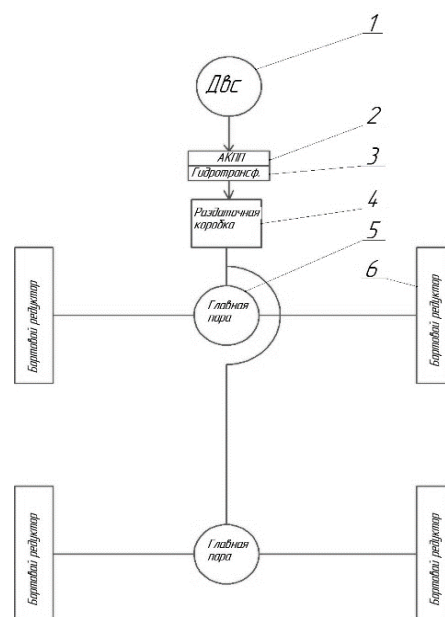 1
Двс
2
АКПП
3
Гидротрансф.
4
Раздаточная
коробка
5
6
Бортовой редуктор
Главная
пара
Бортовой редуктор
Бортовой редуктор
Главная
пара
Бортовой редуктор